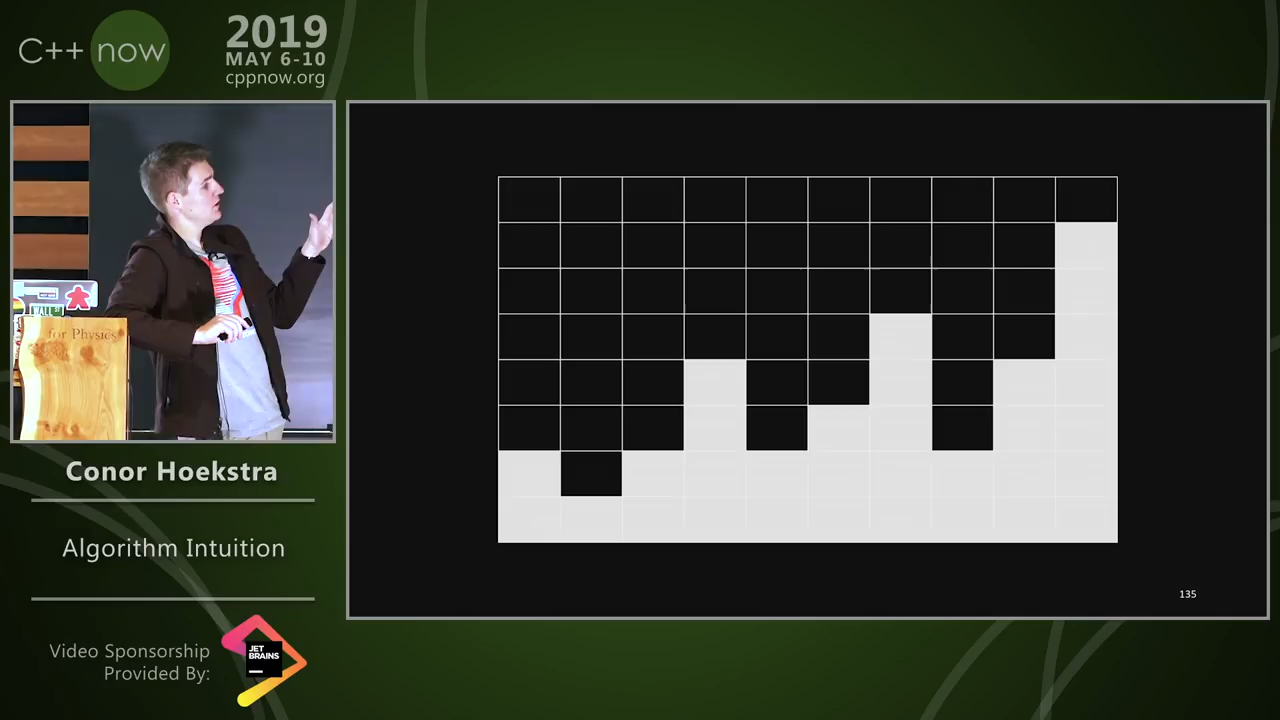 C++ now
2019
MAY 6-10
cppnow.org
WALL
for Physics
Conor Hoekstra
Algorithm Intuition
Video Sponsorship
Provided By:
JET
BRAINS
135